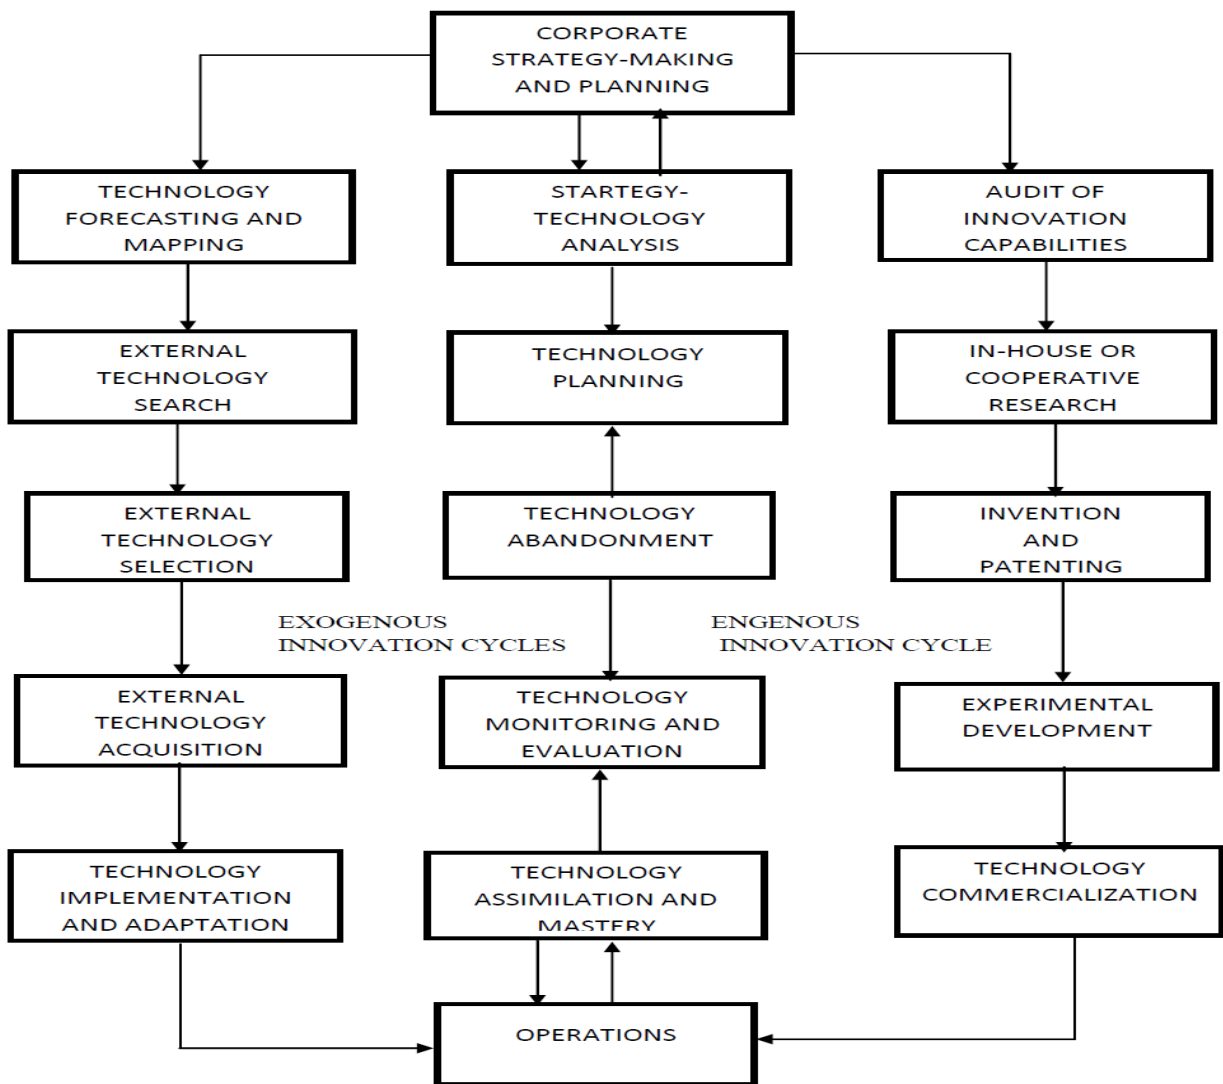 CORPORATE
STRATEGY-MAKING
AND PLANNING
TECHNOLOGY
FORECASTING AND
MAPPING
STARTEGY-
TECHNOLOGY
ANALYSIS
AUDIT OF
INNOVATION
CAPABILITIES
EXTERNAL
TECHNOLOGY
SEARCH
TECHNOLOGY
PLANNING
IN-HOUSE OR
COOPERATIVE
RESEARCH
EXTERNAL
TECHNOLOGY
SELECTION
TECHNOLOGY
ABANDONMENT
INVENTION
AND
PATENTING
EXOGENOUS
INNOVATION CYCLES
ENGENOUS
INNOVATION CYCLE
EXTERNAL
TECHNOLOGY
ACQUISITION
TECHNOLOGY
MONITORING AND
EVALUATION
EXPERIMENTAL
DEVELOPMENT
TECHNOLOGY
IMPLEMENTATION
AND ADAPTATION
TECHNOLOGY
ASSIMILATION AND
MASTERY
TECHNOLOGY
COMMERCIALIZATION
OPERATIONS